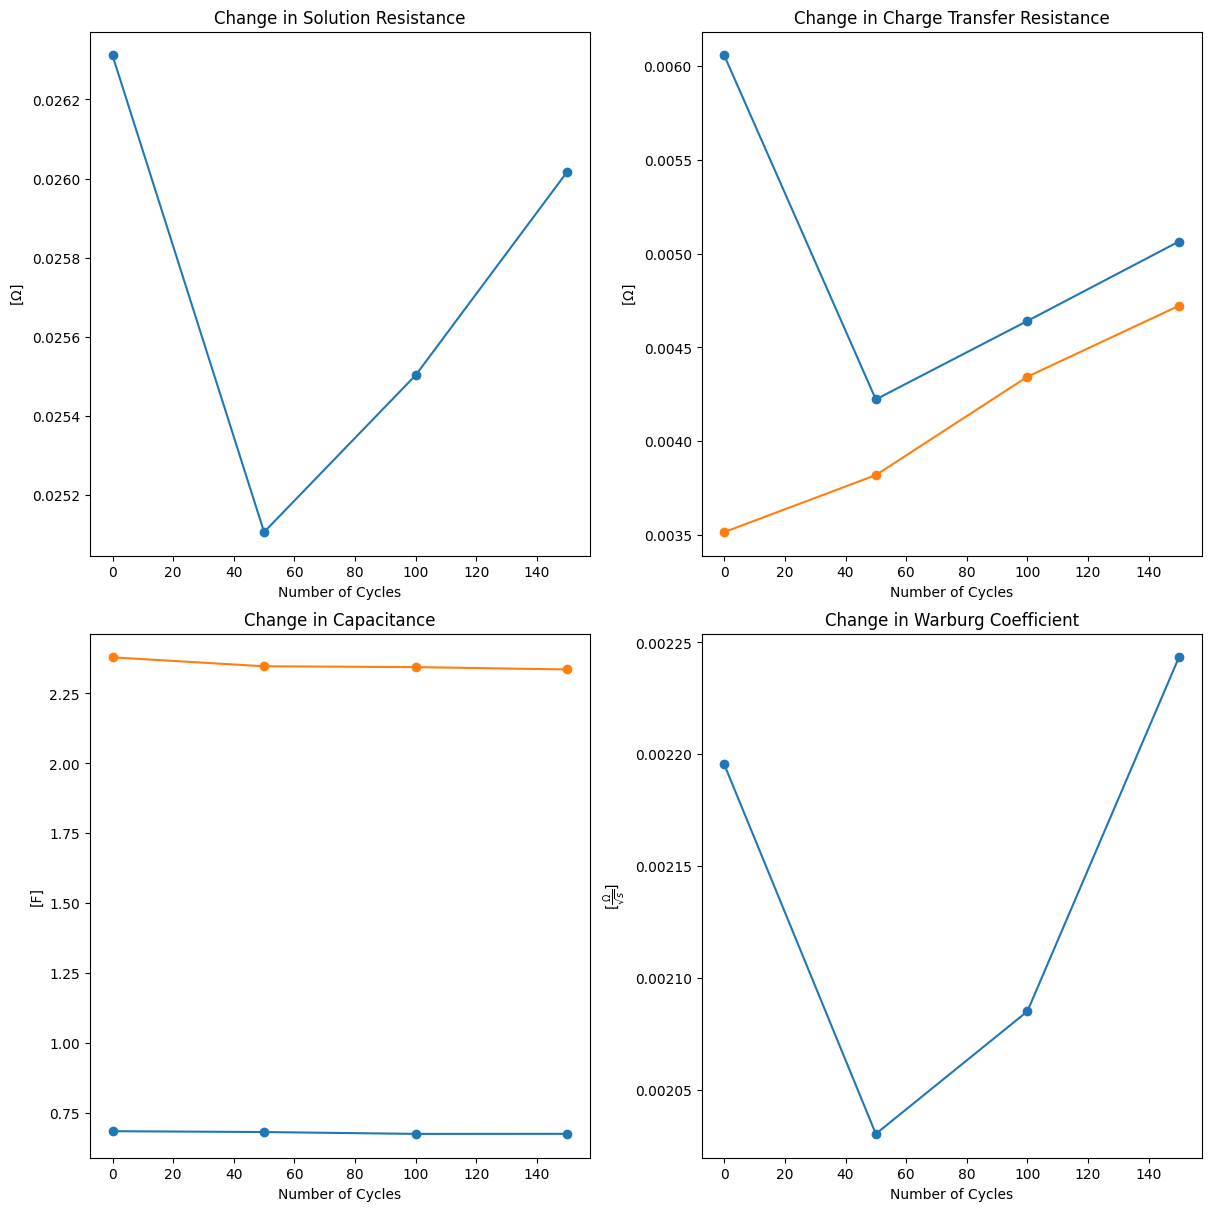 Change in Solution Resistance
[Ω]
0.0262
0.0260
0.0258
0.0256
0.0254
0.0252
0 20 40 60 80 100 120 140
Number of Cycles
Change in Charge Transfer Resistance
[Ω]
0.0060
0.0055
0.0050
0.0045
0.0040
0.0035
0 20 40 60 80 100 120 140
Number of Cycles
Change in Capacitance
[F]
2.25
2.00
1.75
1.50
1.25
1.00
0.75
0 20 40 60 80 100 120 140
Number of Cycles
Change in Warburg Coefficient
[Ω/√s]
0.00225
0.00220
0.00215
0.00210
0.00205
0 20 40 60 80 100 120 140
Number of Cycles